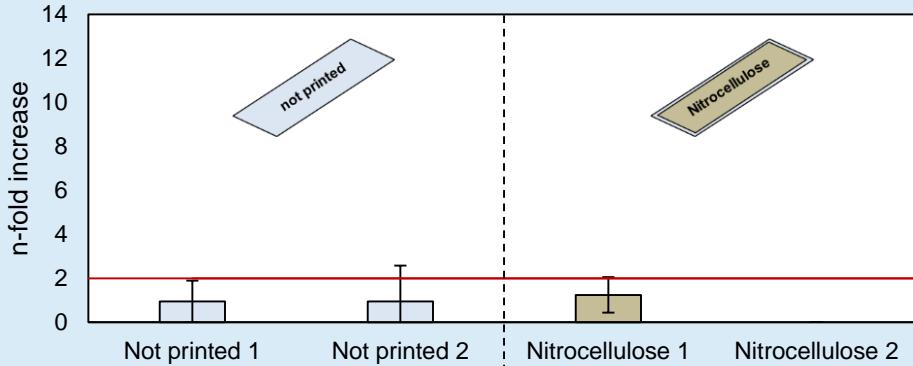 14
12
10
8
6
4
2
0
n-fold increase
not printed
Nitrocellulose
Not printed 1
Not printed 2
Nitrocellulose 1
Nitrocellulose 2